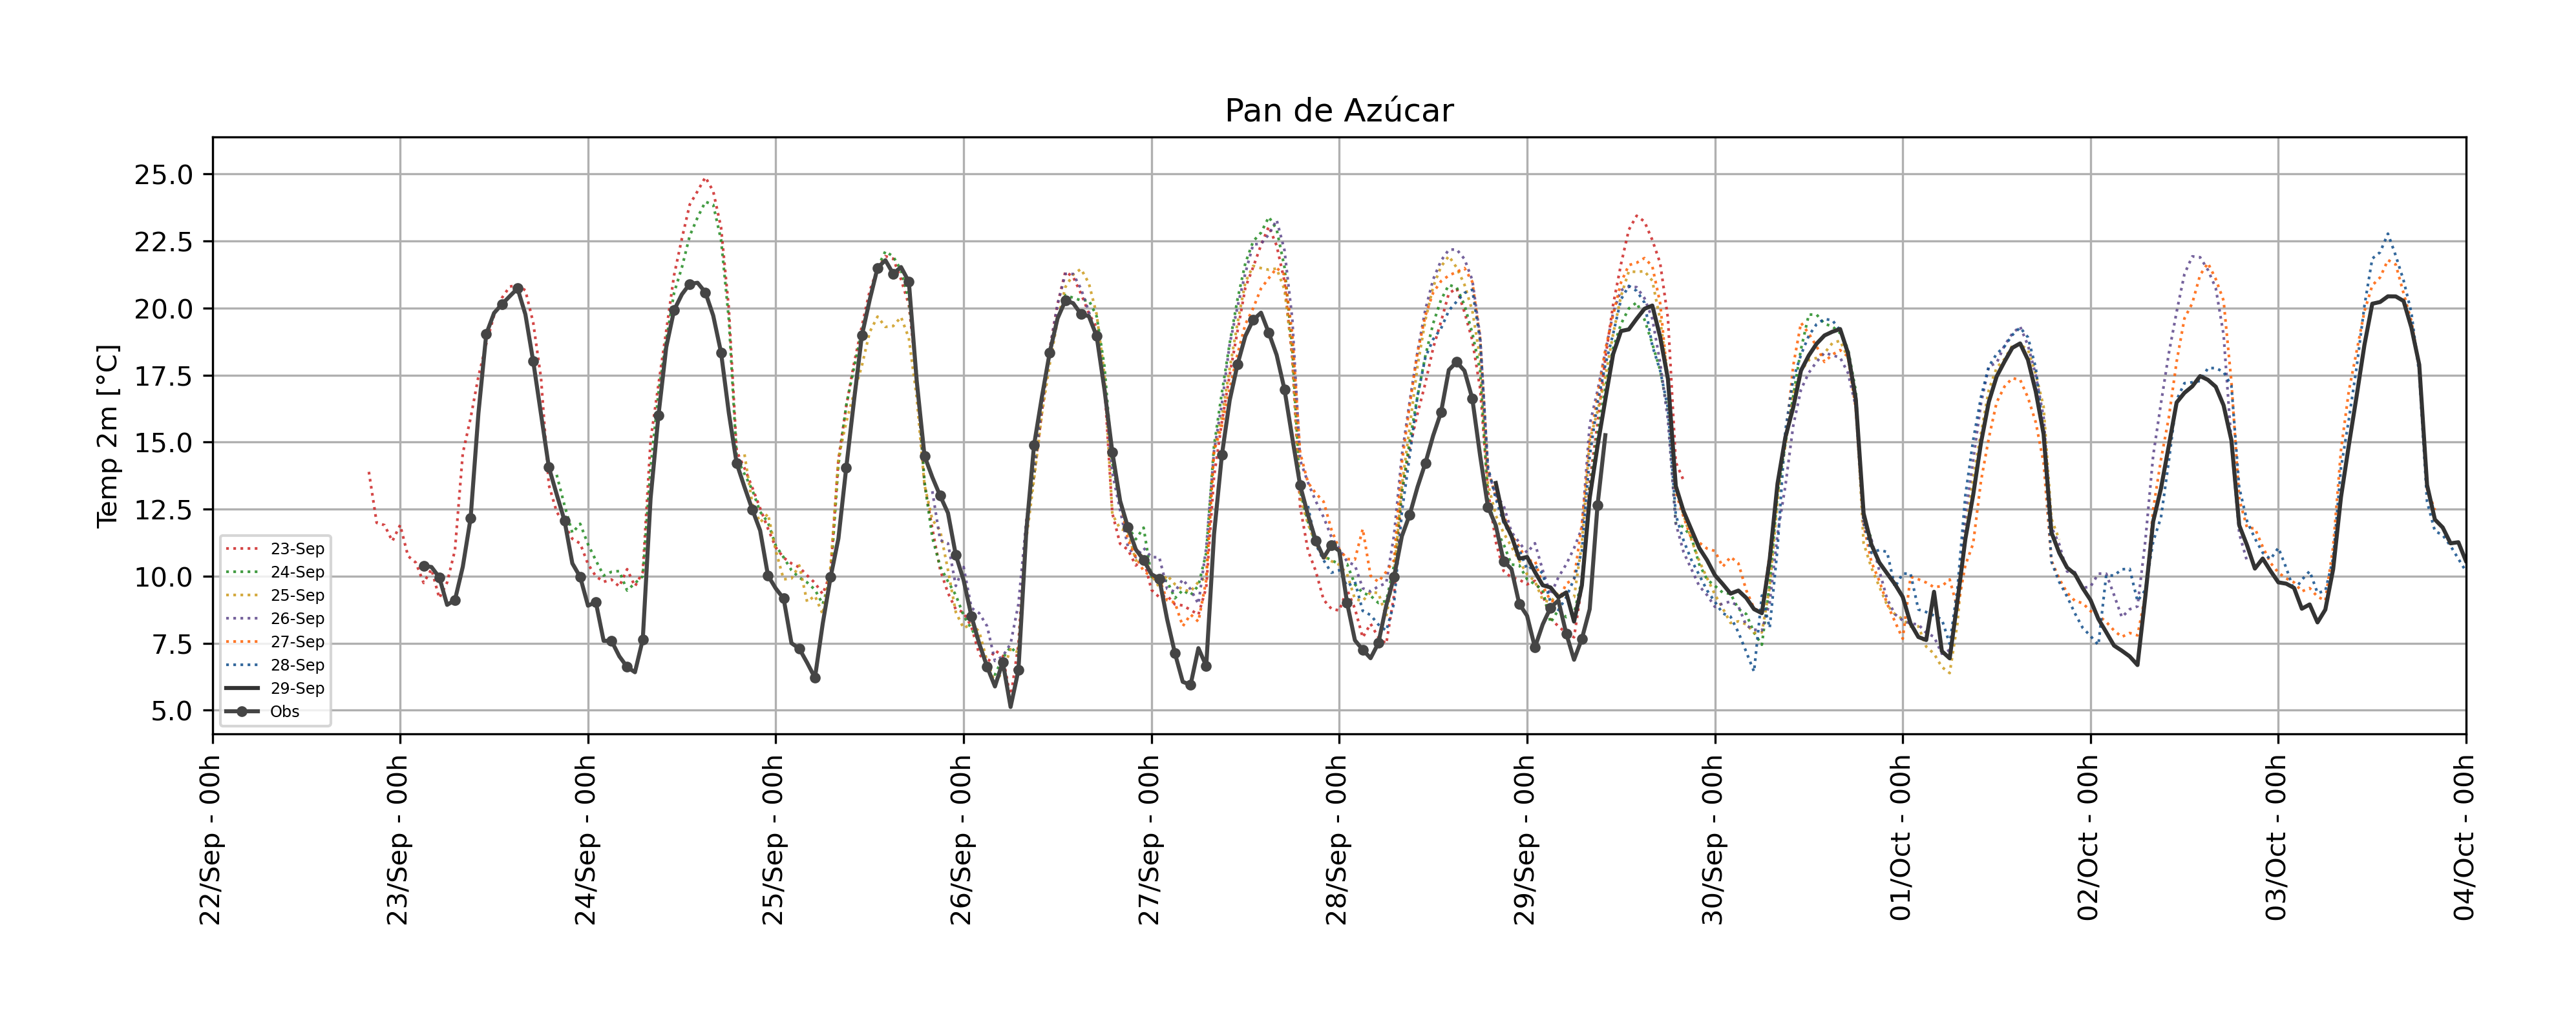 Pan de Azúcar
Temp 2m [°C]
25.0
22.5
20.0
17.5
15.0
12.5
10.0
7.5
5.0
23-Sep
24-Sep
25-Sep
26-Sep
27-Sep
28-Sep
29-Sep
Obs
22/Sep - 00h
23/Sep - 00h
24/Sep - 00h
25/Sep - 00h
26/Sep - 00h
27/Sep - 00h
28/Sep - 00h
29/Sep - 00h
30/Sep - 00h
01/Oct - 00h
02/Oct - 00h
03/Oct - 00h
04/Oct - 00h